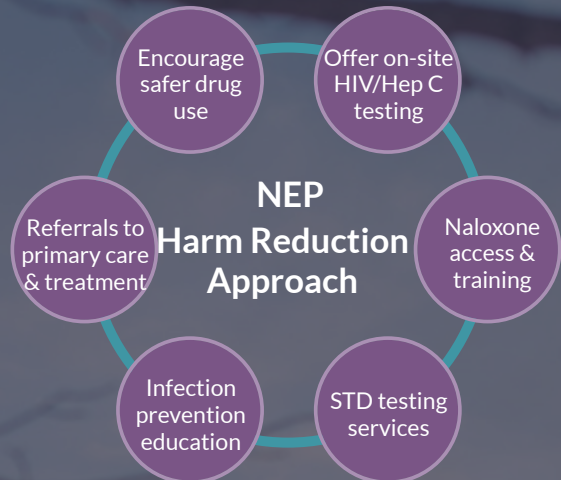 NEP
Harm Reduction
Approach
Encourage
safer drug
use
Offer on-site
HIV/Hep C
testing
Naloxone
access &
training
STD testing
services
Infection
prevention
education
Referrals to
primary care
& treatment